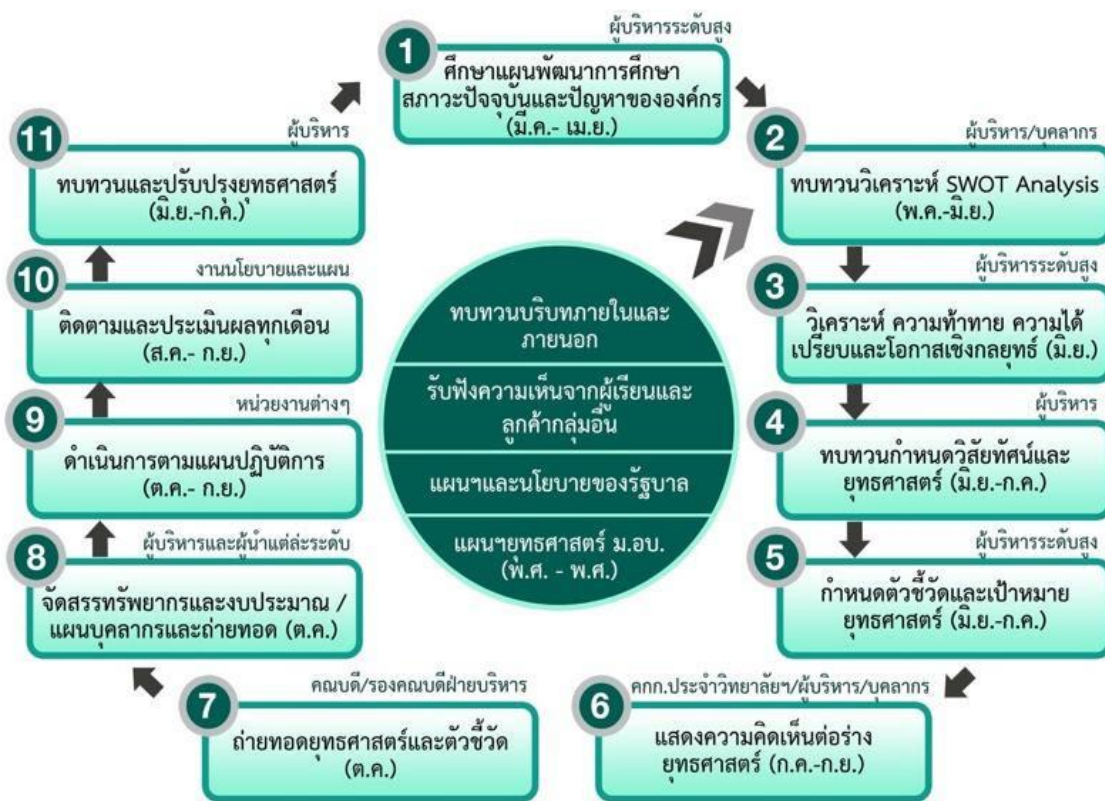 ผู้บริหารระดับสูง
1
ศึกษาแผนพัฒนาการศึกษา
สภาวะปัจจุบันและปัญหาขององค์กร
(มี.ค.- เม.ย.)
ผู้บริหาร/บุคลากร
2
ทบทวนวิเคราะห์ SWOT Analysis
(พ.ค.-มิ.ย.)
ผู้บริหารระดับสูง
3
วิเคราะห์ ความท้าทาย ความได้
เปรียบและโอกาสเชิงกลยุทธ์ (มิ.ย.)
ผู้บริหาร
4
ทบทวนกำหนดวิสัยทัศน์และ
ยุทธศาสตร์ (มิ.ย.-ก.ค.)
ผู้บริหารระดับสูง
5
กำหนดตัวชี้วัดและเป้าหมาย
ยุทธศาสตร์ (มิ.ย.-ก.ค.)
คกก.ประจำวิทยาลัยฯ/ผู้บริหาร/บุคลากร
6
แสดงความคิดเห็นต่อร่าง
ยุทธศาสตร์ (ก.ค.-ก.ย.)
คณบดี/รองคณบดีฝ่ายบริหาร
7
ถ่ายทอดยุทธศาสตร์และตัวชี้วัด
(ต.ค.)
ผู้บริหารและผู้นำแต่ละระดับ
8
จัดสรรทรัพยากรและงบประมาณ /
แผนบุคลากรและถ่ายทอด (ต.ค.)
หน่วยงานต่างๆ
9
ดำเนินการตามแผนปฏิบัติการ
(ต.ค.- ก.ย.)
งานนโยบายและแผน
10
ติดตามและประเมินผลทุกเดือน
(ส.ค.- ก.ย.)
ผู้บริหาร
11
ทบทวนและปรับปรุงยุทธศาสตร์
(มิ.ย.-ก.ค.)
ทบทวนบริบทภายในและ
ภายนอก
รับฟังความเห็นจากผู้เรียนและ
ลูกค้ากลุ่มอื่น
แผนฯและนโยบายของรัฐบาล
แผนฯยุทธศาสตร์ ม.อบ.
(พ.ศ. - พ.ศ.)